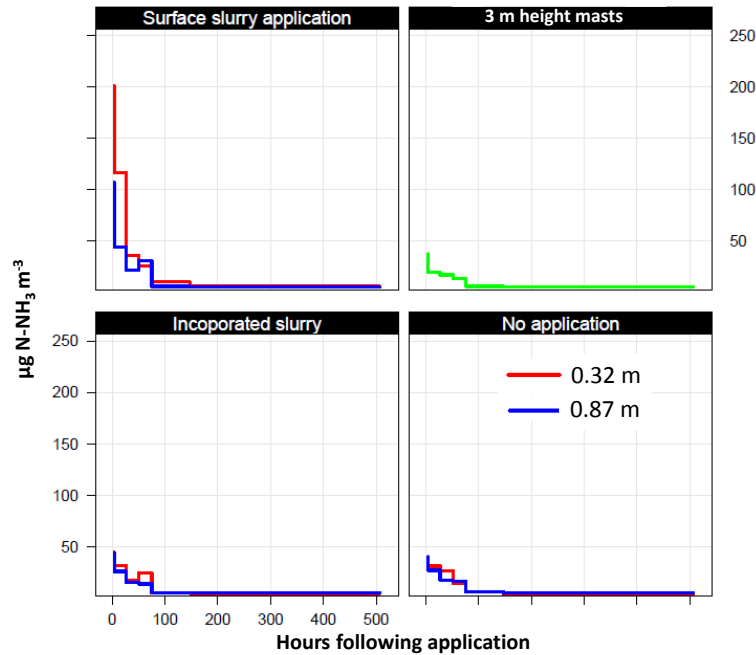 Surface slurry application
3 m height masts
250
200
150
100
50
Incoporated slurry
No application
250
200
150
100
50
0.32 m
0.87 m
0 100 200 300 400 500
Hours following application
µg N-NH₃ m⁻³